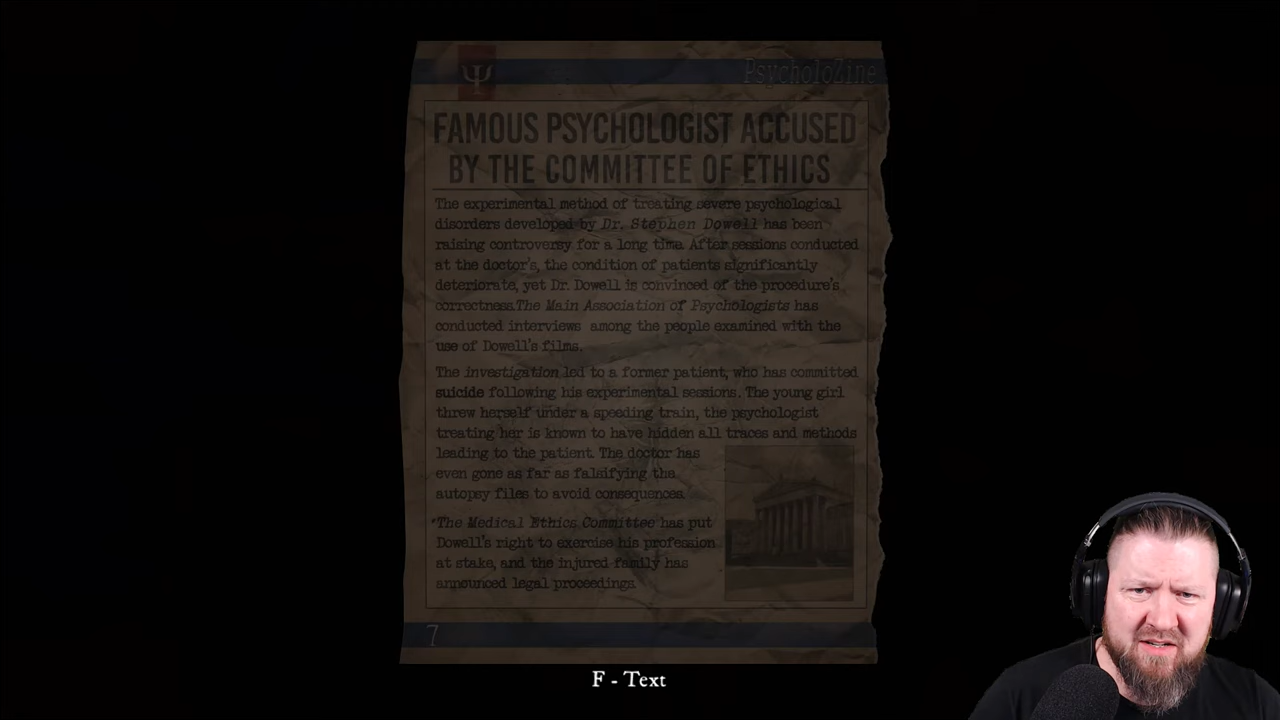 Ψ
PsycholoZine
FAMOUS PSYCHOLOGIST ACCUSED
BY THE COMMITTEE OF ETHICS
The experimental method of treating severe psychological
disorders developed by Dr. Stephen Dowell has been
raising controversy for a long time. After sessions conducted
at the doctor's, the condition of patients significantly
deteriorate, yet Dr. Dowell is convinced of the procedure's
correctness.The Main Association of Psychologists has
conducted interviews among the people examined with the
use of Dowell's films.
The investigation led to a former patient, who has committed
suicide following his experimental sessions. The young girl
threw herself under a speeding train, the psychologist
treating her is known to have hidden all traces and methods
leading to the patient. The doctor has
even gone as far as falsifying the
autopsy files to avoid consequences.
'The Medical Ethics Committee has put
Dowell's right to exercise his profession
at stake, and the injured family has
announced legal proceedings.
7
F - Text